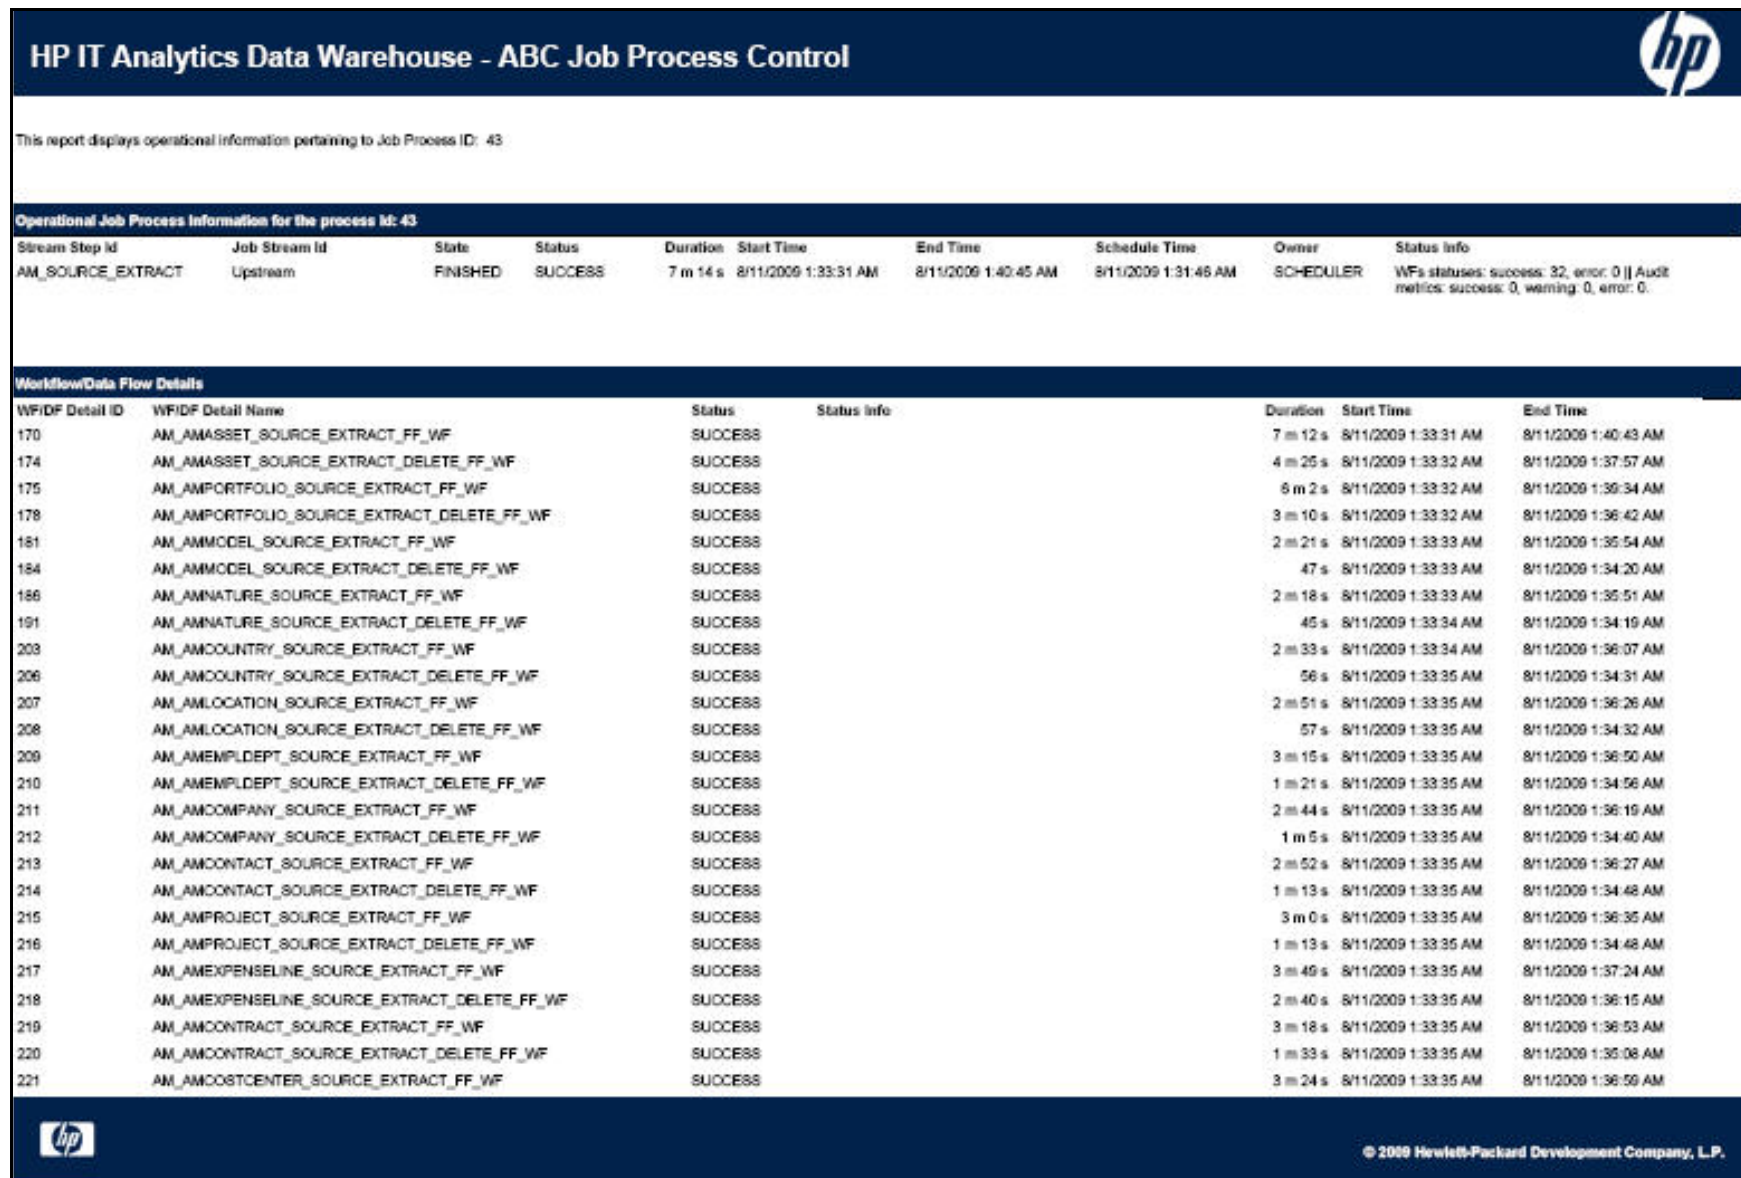 HP IT Analytics Data Warehouse - ABC Job Process Control
hp
This report displays operational information pertaining to Job Process ID: 43
Operational Job Process Information for the process Id: 43
Stream Step Id Job Stream Id State Status Duration Start Time End Time Schedule Time Owner Status Info
AM_SOURCE_EXTRACT Upstream FINISHED SUCCESS 7 m 14 s 8/11/2009 1:33:31 AM 8/11/2009 1:40:45 AM 8/11/2009 1:31:46 AM SCHEDULER WFs statuses: success: 32, error: 0 || Audit
metrics: success: 0, warning: 0, error: 0.
Workflow/Data Flow Details
WF/DF Detail ID WF/DF Detail Name Status Status Info Duration Start Time End Time
170 AM_AMASSET_SOURCE_EXTRACT_FF_WF SUCCESS 7 m 12 s 8/11/2009 1:33:31 AM 8/11/2009 1:40:43 AM
174 AM_AMASSET_SOURCE_EXTRACT_DELETE_FF_WF SUCCESS 4 m 25 s 8/11/2009 1:33:32 AM 8/11/2009 1:37:57 AM
175 AM_AMPORTFOLIO_SOURCE_EXTRACT_FF_WF SUCCESS 6 m 2 s 8/11/2009 1:33:32 AM 8/11/2009 1:39:34 AM
178 AM_AMPORTFOLIO_SOURCE_EXTRACT_DELETE_FF_WF SUCCESS 3 m 10 s 8/11/2009 1:33:32 AM 8/11/2009 1:36:42 AM
181 AM_AMMODEL_SOURCE_EXTRACT_FF_WF SUCCESS 2 m 21 s 8/11/2009 1:33:33 AM 8/11/2009 1:35:54 AM
184 AM_AMMODEL_SOURCE_EXTRACT_DELETE_FF_WF SUCCESS 47 s 8/11/2009 1:33:33 AM 8/11/2009 1:34:20 AM
186 AM_AMNATURE_SOURCE_EXTRACT_FF_WF SUCCESS 2 m 18 s 8/11/2009 1:33:33 AM 8/11/2009 1:35:51 AM
191 AM_AMNATURE_SOURCE_EXTRACT_DELETE_FF_WF SUCCESS 45 s 8/11/2009 1:33:34 AM 8/11/2009 1:34:19 AM
203 AM_AMCOUNTRY_SOURCE_EXTRACT_FF_WF SUCCESS 2 m 33 s 8/11/2009 1:33:34 AM 8/11/2009 1:36:07 AM
206 AM_AMCOUNTRY_SOURCE_EXTRACT_DELETE_FF_WF SUCCESS 56 s 8/11/2009 1:33:35 AM 8/11/2009 1:34:31 AM
207 AM_AMLOCATION_SOURCE_EXTRACT_FF_WF SUCCESS 2 m 51 s 8/11/2009 1:33:35 AM 8/11/2009 1:36:26 AM
208 AM_AMLOCATION_SOURCE_EXTRACT_DELETE_FF_WF SUCCESS 57 s 8/11/2009 1:33:35 AM 8/11/2009 1:34:32 AM
209 AM_AMEMPLDEPT_SOURCE_EXTRACT_FF_WF SUCCESS 3 m 15 s 8/11/2009 1:33:35 AM 8/11/2009 1:36:50 AM
210 AM_AMEMPLDEPT_SOURCE_EXTRACT_DELETE_FF_WF SUCCESS 1 m 21 s 8/11/2009 1:33:35 AM 8/11/2009 1:34:56 AM
211 AM_AMCOMPANY_SOURCE_EXTRACT_FF_WF SUCCESS 2 m 44 s 8/11/2009 1:33:35 AM 8/11/2009 1:36:19 AM
212 AM_AMCOMPANY_SOURCE_EXTRACT_DELETE_FF_WF SUCCESS 1 m 5 s 8/11/2009 1:33:35 AM 8/11/2009 1:34:40 AM
213 AM_AMCONTACT_SOURCE_EXTRACT_FF_WF SUCCESS 2 m 52 s 8/11/2009 1:33:35 AM 8/11/2009 1:36:27 AM
214 AM_AMCONTACT_SOURCE_EXTRACT_DELETE_FF_WF SUCCESS 1 m 13 s 8/11/2009 1:33:35 AM 8/11/2009 1:34:48 AM
215 AM_AMPROJECT_SOURCE_EXTRACT_FF_WF SUCCESS 3 m 0 s 8/11/2009 1:33:35 AM 8/11/2009 1:36:35 AM
216 AM_AMPROJECT_SOURCE_EXTRACT_DELETE_FF_WF SUCCESS 1 m 13 s 8/11/2009 1:33:35 AM 8/11/2009 1:34:48 AM
217 AM_AMEXPENSELINE_SOURCE_EXTRACT_FF_WF SUCCESS 3 m 49 s 8/11/2009 1:33:35 AM 8/11/2009 1:37:24 AM
218 AM_AMEXPENSELINE_SOURCE_EXTRACT_DELETE_FF_WF SUCCESS 2 m 40 s 8/11/2009 1:33:35 AM 8/11/2009 1:36:15 AM
219 AM_AMCONTRACT_SOURCE_EXTRACT_FF_WF SUCCESS 3 m 18 s 8/11/2009 1:33:35 AM 8/11/2009 1:36:53 AM
220 AM_AMCONTRACT_SOURCE_EXTRACT_DELETE_FF_WF SUCCESS 1 m 33 s 8/11/2009 1:33:35 AM 8/11/2009 1:35:08 AM
221 AM_AMCOSTCENTER_SOURCE_EXTRACT_FF_WF SUCCESS 3 m 24 s 8/11/2009 1:33:35 AM 8/11/2009 1:36:59 AM
hp
© 2009 Hewlett-Packard Development Company, L.P.